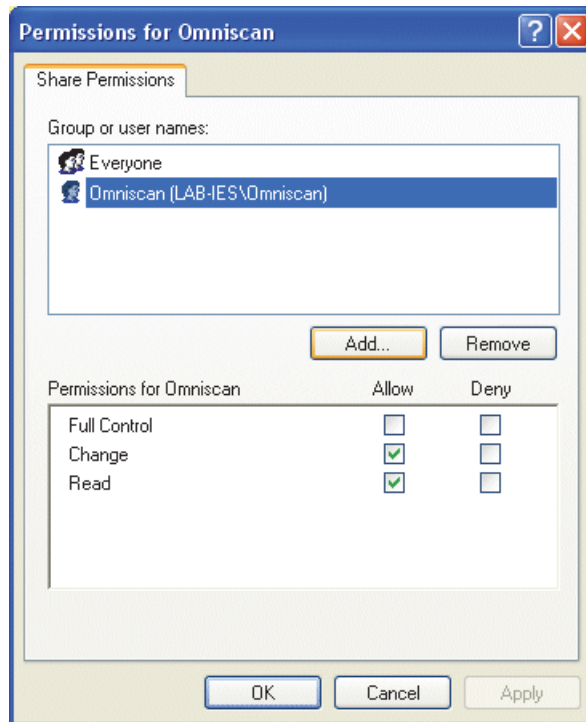 Permissions for Omniscan
Share Permissions
Group or user names:
Everyone
Omniscan (LAB-IES\Omniscan)
Add... Remove
Permissions for Omniscan Allow Deny
Full Control
Change
Read
OK Cancel Apply